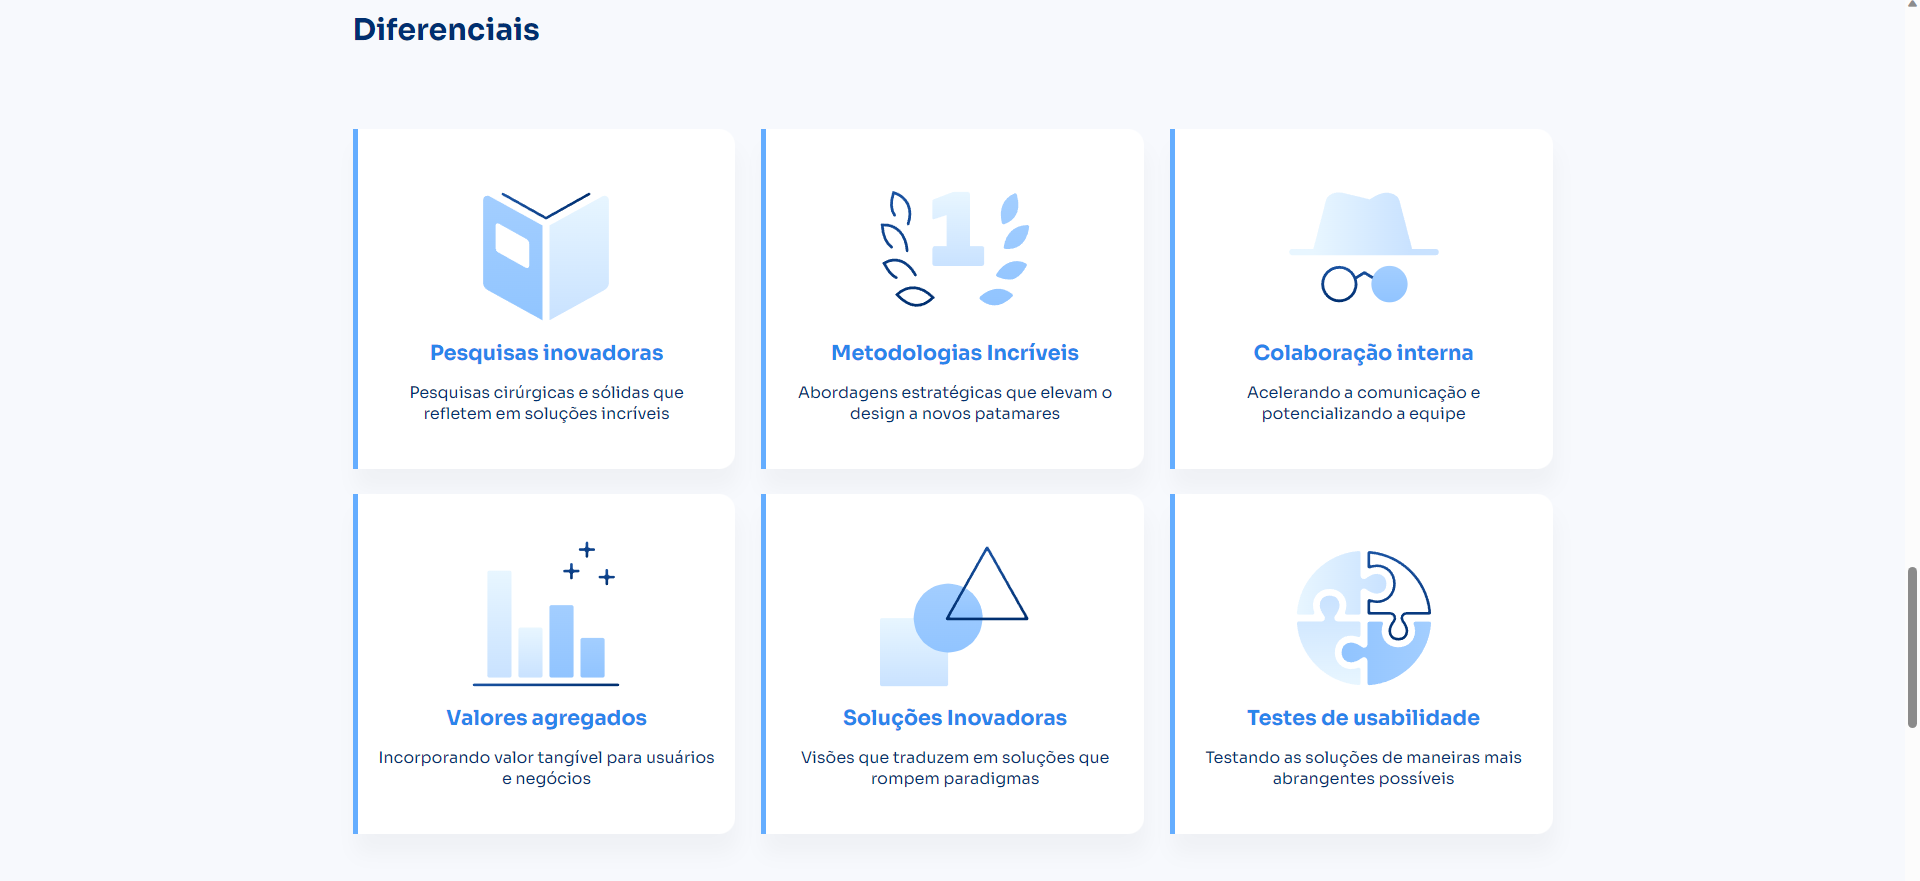 Diferenciais
1
Pesquisas inovadoras
Pesquisas cirúrgicas e sólidas que
refletem em soluções incríveis
Metodologias Incríveis
Abordagens estratégicas que elevam o
design a novos patamares
Colaboração interna
Acelerando a comunicação e
potencializando a equipe
Valores agregados
Incorporando valor tangível para usuários
e negócios
Soluções Inovadoras
Visões que traduzem em soluções que
rompem paradigmas
Testes de usabilidade
Testando as soluções de maneiras mais
abrangentes possíveis